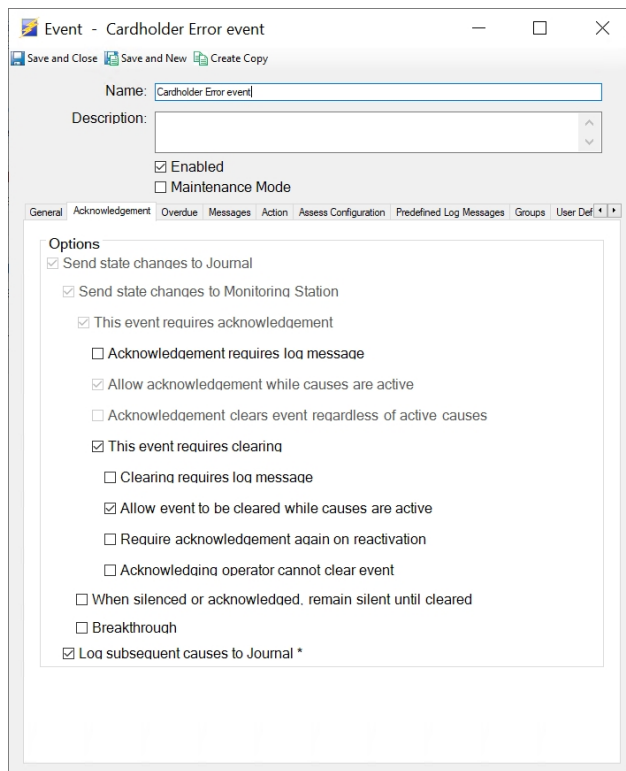 Event - Cardholder Error event
Save and Close Save and New Create Copy
Name: Cardholder Error event
Description:
Enabled
Maintenance Mode
General Acknowledgement Overdue Messages Action Assess Configuration Predefined Log Messages Groups User Def
Options
Send state changes to Journal
Send state changes to Monitoring Station
This event requires acknowledgement
Acknowledgement requires log message
Allow acknowledgement while causes are active
Acknowledgement clears event regardless of active causes
This event requires clearing
Clearing requires log message
Allow event to be cleared while causes are active
Require acknowledgement again on reactivation
Acknowledging operator cannot clear event
When silenced or acknowledged, remain silent until cleared
Breakthrough
Log subsequent causes to Journal *